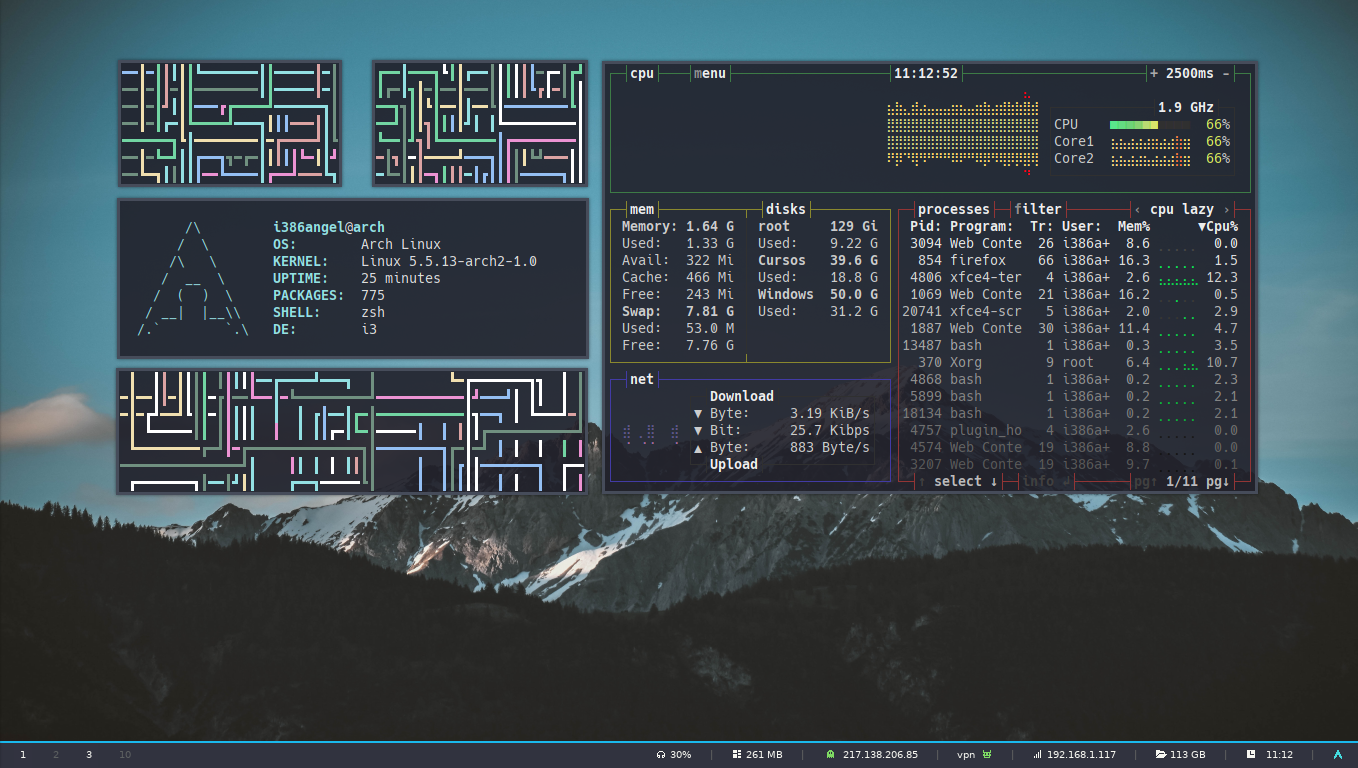 i386angel@arch
OS: Arch Linux
KERNEL: Linux 5.5.13-arch2-1.0
UPTIME: 25 minutes
PACKAGES: 775
SHELL: zsh
DE: i3
cpu menu 11:12:52 + 2500ms -
1.9 GHz
CPU 66%
Core1 66%
Core2 66%
mem disks
Memory: 1.64 G root 129 Gi
Used: 1.33 G Used: 9.22 G
Avail: 322 Mi Cursos 39.6 G
Cache: 466 Mi Used: 18.8 G
Free: 243 Mi Windows 50.0 G
Swap: 7.81 G Used: 31.2 G
Used: 53.0 M
Free: 7.76 G
net
Download
▼ Byte: 3.19 KiB/s
▼ Bit: 25.7 Kibps
▲ Byte: 883 Byte/s
Upload
processes filter ‹ cpu lazy ›
Pid: Program: Tr: User: Mem% ▼Cpu%
3094 Web Conte 26 i386a+ 8.6 0.0
854 firefox 66 i386a+ 16.3 1.5
4806 xfce4-ter 4 i386a+ 2.6 12.3
1069 Web Conte 21 i386a+ 16.2 0.5
20741 xfce4-scr 5 i386a+ 2.0 2.9
1887 Web Conte 30 i386a+ 11.4 4.7
13487 bash 1 i386a+ 0.3 3.5
370 Xorg 9 root 6.4 10.7
4868 bash 1 i386a+ 0.2 2.3
5899 bash 1 i386a+ 0.2 2.1
18134 bash 1 i386a+ 0.2 2.1
4757 plugin_ho 4 i386a+ 2.6 0.0
4574 Web Conte 19 i386a+ 8.8 0.0
3207 Web Conte 19 i386a+ 9.7 0.1
↑ select ↓ info ↲ pg↑ 1/11 pg↓
1 2 3 10 30% | 261 MB | 217.138.206.85 | vpn | 192.168.1.117 | 113 GB | 11:12 |